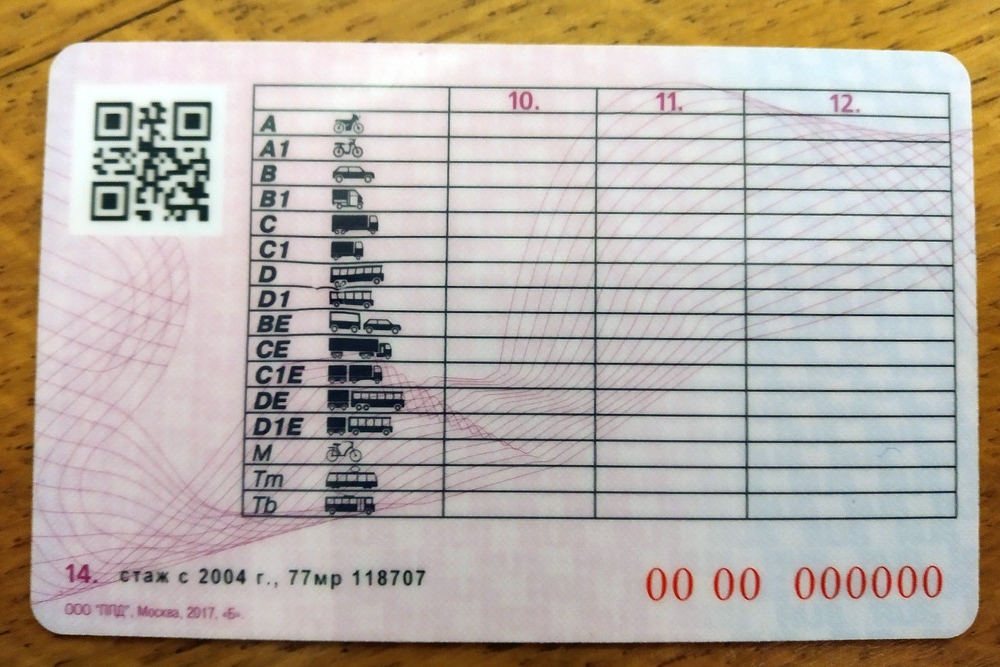 10. 11. 12.
A
A1
B
B1
C
C1
D
D1
BE
CE
C1E
DE
D1E
M
Tm
Tb
14. стаж с 2004 г., 77мр 118707
00 00 000000
ООО "ППД", Москва, 2017, «Б».